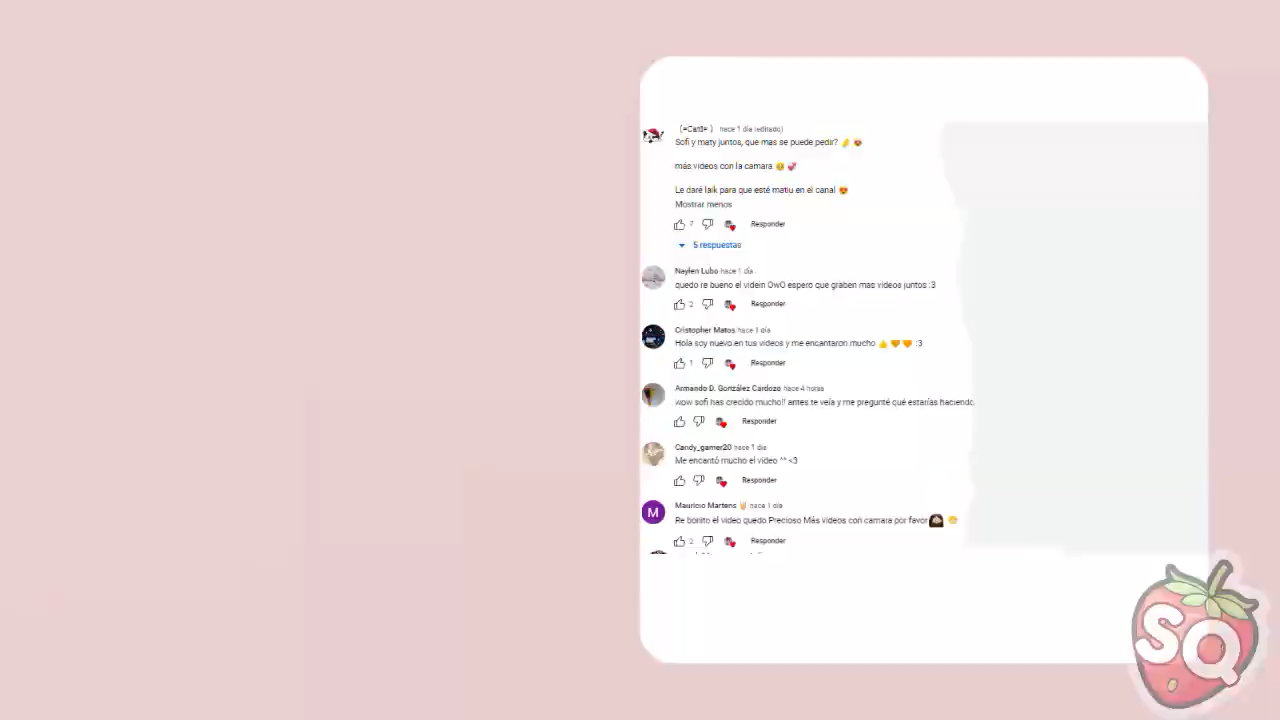 (=Cat!= ) hace 1 día (editado)
Sofi y maty juntos, que mas se puede pedir? 🤌 😍
más videos con la camara 🥺 💞
Le daré laik para que esté matiu en el canal 😍
Mostrar menos
7 Responder
5 respuestas
Naylen Lubo hace 1 día
quedo re bueno el videin OwO espero que graben mas videos juntos :3
2 Responder
Cristopher Matos hace 1 día
Hola soy nuevo en tus videos y me encantaron mucho 👍 🧡 🧡 :3
1 Responder
Armando D. González Cardozo hace 4 horas
wow sofi has crecido mucho!! antes te veía y me pregunté qué estarías haciendo.
Responder
Candy_gamer20 hace 1 día
Me encantó mucho el video ^^ <3
Responder
M
Mauricio Martens 🤘 hace 1 día
Re bonito el video quedo Precioso Más videos con camara por favor
2 Responder
SQ